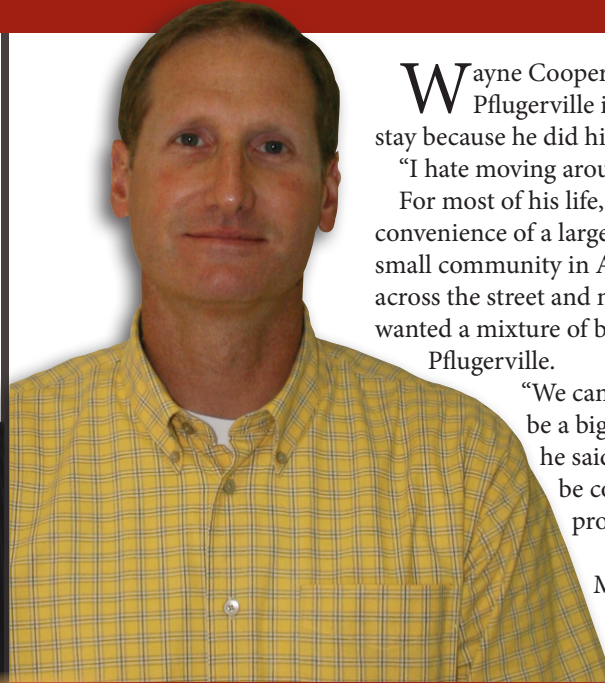 Wayne Cooper
Pflugerville i
stay because he did hi
“I hate moving arou
For most of his life,
convenience of a large
small community in A
across the street and
wanted a mixture of b
Pflugerville.
“We can
be a big
he said
be co
pro
M